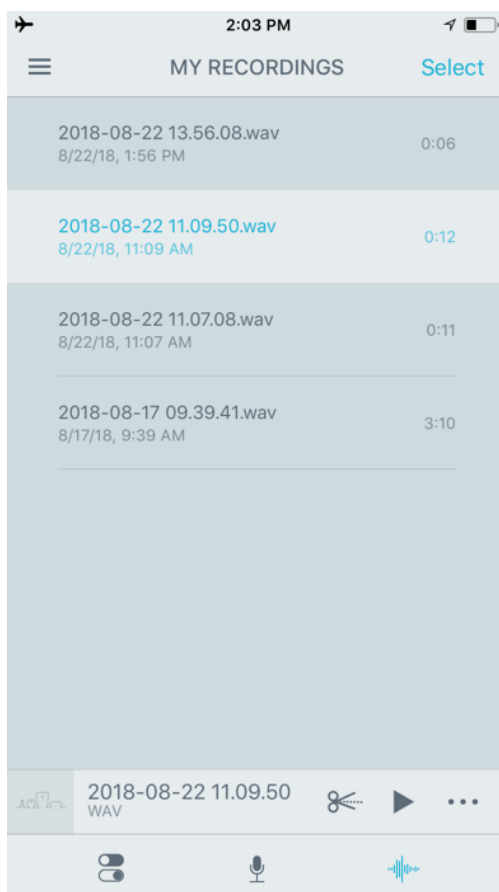 2:03 PM
MY RECORDINGS
Select
2018-08-22 13.56.08.wav
0:06
8/22/18, 1:56 PM
2018-08-22 11.09.50.wav
0:12
8/22/18, 11:09 AM
2018-08-22 11.07.08.wav
0:11
8/22/18, 11:07 AM
2018-08-17 09.39.41.wav
3:10
8/17/18, 9:39 AM
2018-08-22 11.09.50
WAV